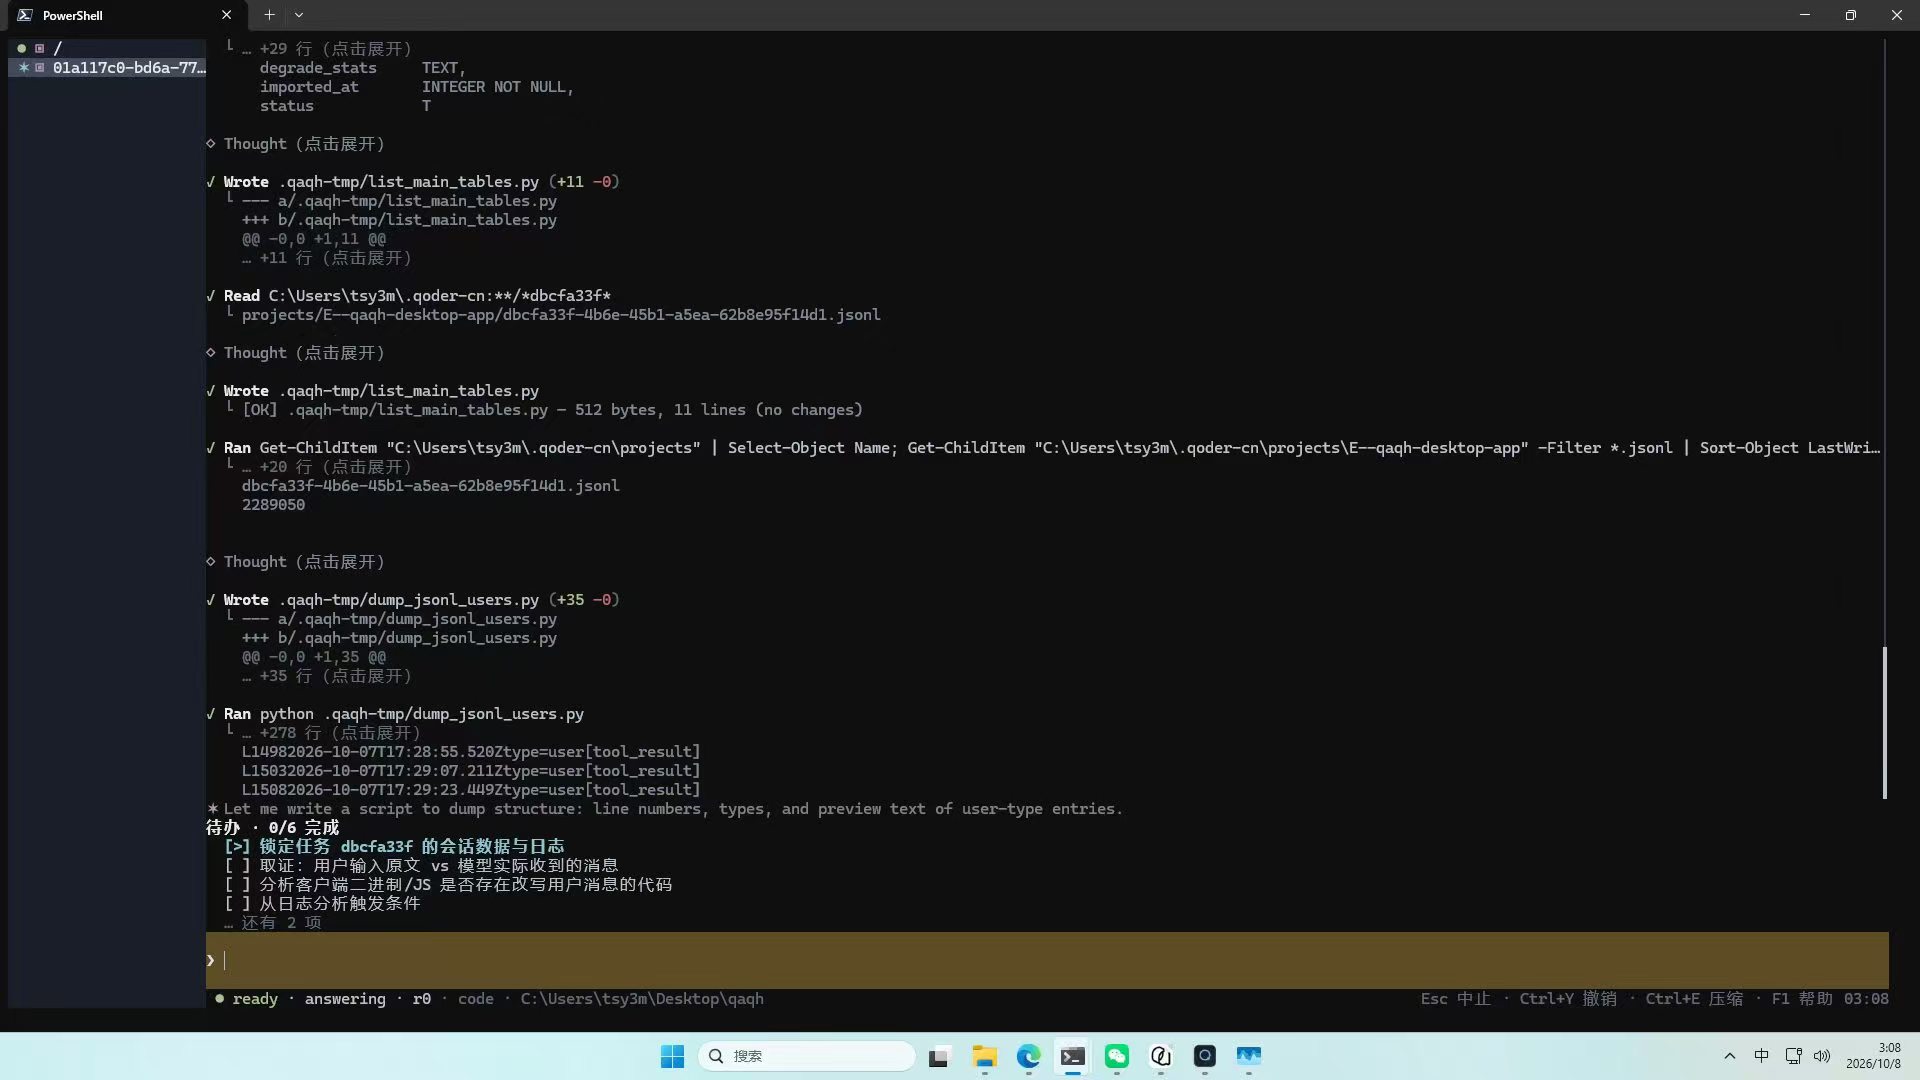 PowerShell
/
01a117c0-bd6a-77…
└ … +29 行 (点击展开)
degrade_stats     TEXT,
imported_at       INTEGER NOT NULL,
status            T
◇ Thought (点击展开)
√ Wrote .qaqh-tmp/list_main_tables.py (+11 -0)
└ --- a/.qaqh-tmp/list_main_tables.py
+++ b/.qaqh-tmp/list_main_tables.py
@@ -0,0 +1,11 @@
… +11 行 (点击展开)
√ Read C:\Users\tsy3m\.qoder-cn:**/*dbcfa33f*
└ projects/E--qaqh-desktop-app/dbcfa33f-4b6e-45b1-a5ea-62b8e95f14d1.jsonl
◇ Thought (点击展开)
√ Wrote .qaqh-tmp/list_main_tables.py
└ [OK] .qaqh-tmp/list_main_tables.py — 512 bytes, 11 lines (no changes)
√ Ran Get-ChildItem "C:\Users\tsy3m\.qoder-cn\projects" | Select-Object Name; Get-ChildItem "C:\Users\tsy3m\.qoder-cn\projects\E--qaqh-desktop-app" -Filter *.jsonl | Sort-Object LastWri…
└ … +20 行 (点击展开)
dbcfa33f-4b6e-45b1-a5ea-62b8e95f14d1.jsonl
2289050
◇ Thought (点击展开)
√ Wrote .qaqh-tmp/dump_jsonl_users.py (+35 -0)
└ --- a/.qaqh-tmp/dump_jsonl_users.py
+++ b/.qaqh-tmp/dump_jsonl_users.py
@@ -0,0 +1,35 @@
… +35 行 (点击展开)
√ Ran python .qaqh-tmp/dump_jsonl_users.py
└ … +278 行 (点击展开)
L14982026-10-07T17:28:55.520Ztype=user[tool_result]
L15032026-10-07T17:29:07.211Ztype=user[tool_result]
L15082026-10-07T17:29:23.449Ztype=user[tool_result]
✶ Let me write a script to dump structure: line numbers, types, and preview text of user-type entries.
待办 · 0/6 完成
[>] 锁定任务 dbcfa33f 的会话数据与日志
[ ] 取证: 用户输入原文 vs 模型实际收到的消息
[ ] 分析客户端二进制/JS 是否存在改写用户消息的代码
[ ] 从日志分析触发条件
… 还有 2 项
❯
● ready · answering · r0 · code · C:\Users\tsy3m\Desktop\qaqh
Esc 中止 · Ctrl+Y 撤销 · Ctrl+E 压缩 · F1 帮助 03:08
搜索
中
3:08
2026/10/8